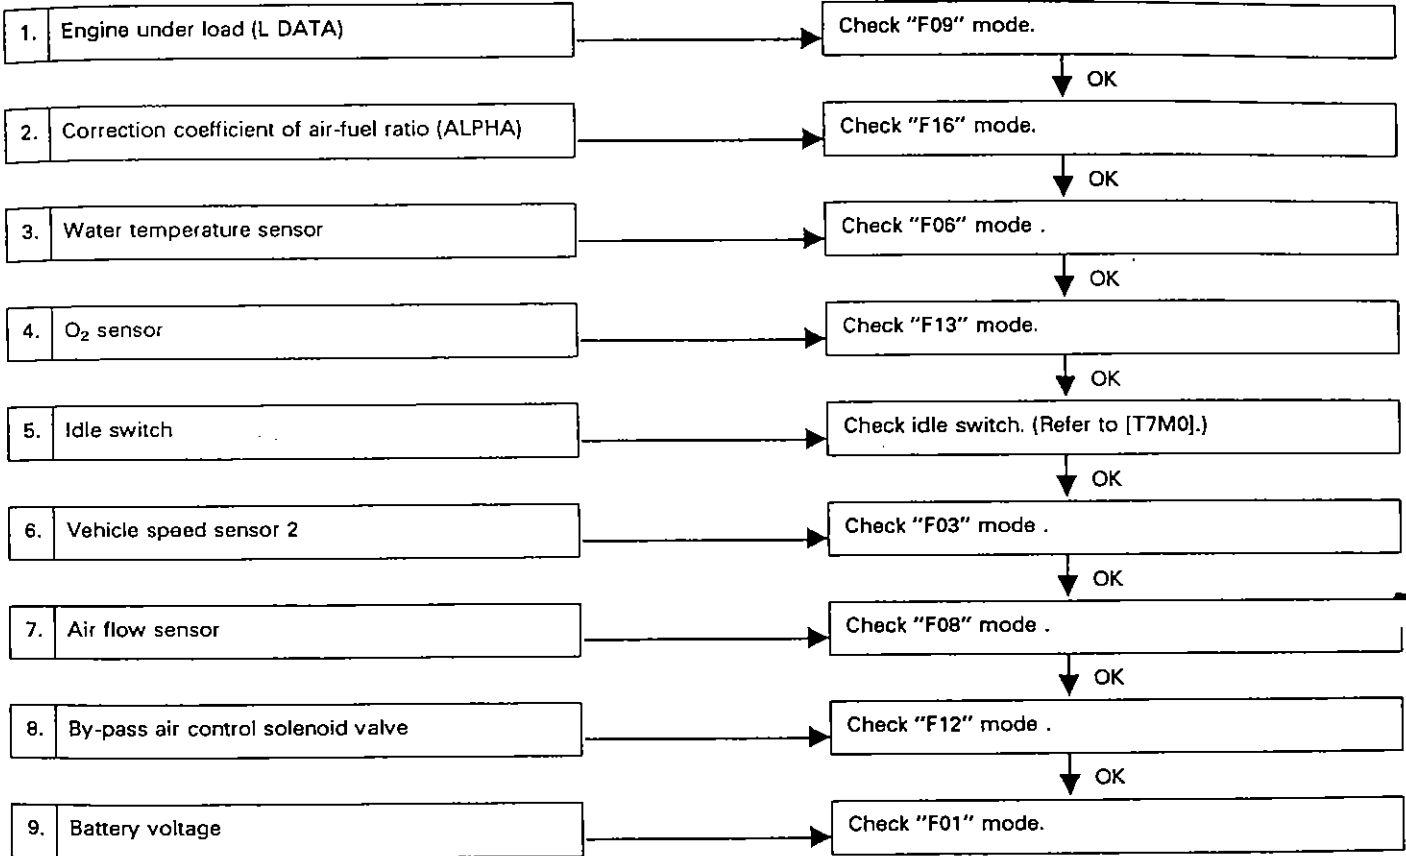 1. Engine under load (L DATA) Check "F09" mode.
OK
2. Correction coefficient of air-fuel ratio (ALPHA) Check "F16" mode.
OK
3. Water temperature sensor Check "F06" mode .
OK
4. O₂ sensor Check "F13" mode.
OK
5. Idle switch Check idle switch. (Refer to [T7M0].)
OK
6. Vehicle speed sensor 2 Check "F03" mode .
OK
7. Air flow sensor Check "F08" mode .
OK
8. By-pass air control solenoid valve Check "F12" mode .
OK
9. Battery voltage Check "F01" mode.